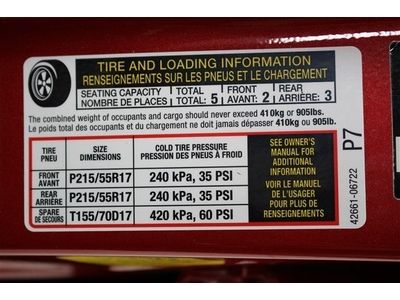 TIRE AND LOADING INFORMATION
RENSEIGNEMENTS SUR LES PNEUS ET LE CHARGEMENT
SEATING CAPACITY TOTAL FRONT REAR
NOMBRE DE PLACES TOTAL: 5 AVANT: 2 ARRIÈRE: 3
The combined weight of occupants and cargo should never exceed 410kg or 905lbs.
Le poids total des occupants et du chargement ne doit jamais dépasser 410kg ou 905lb.
TIRE SIZE COLD TIRE PRESSURE
PNEU DIMENSIONS PRESSION DES PNEUS À FROID
FRONT
AVANT P215/55R17 240 kPa, 35 PSI
REAR
ARRIÈRE P215/55R17 240 kPa, 35 PSI
SPARE
DE SECOURS T155/70D17 420 kPa, 60 PSI
SEE OWNER'S
MANUAL FOR
ADDITIONAL
INFORMATION
VOIR MANUEL
DE L'USAGER
POUR PLUS DE
RENSEIGNEMENTS
P7
42661-06722